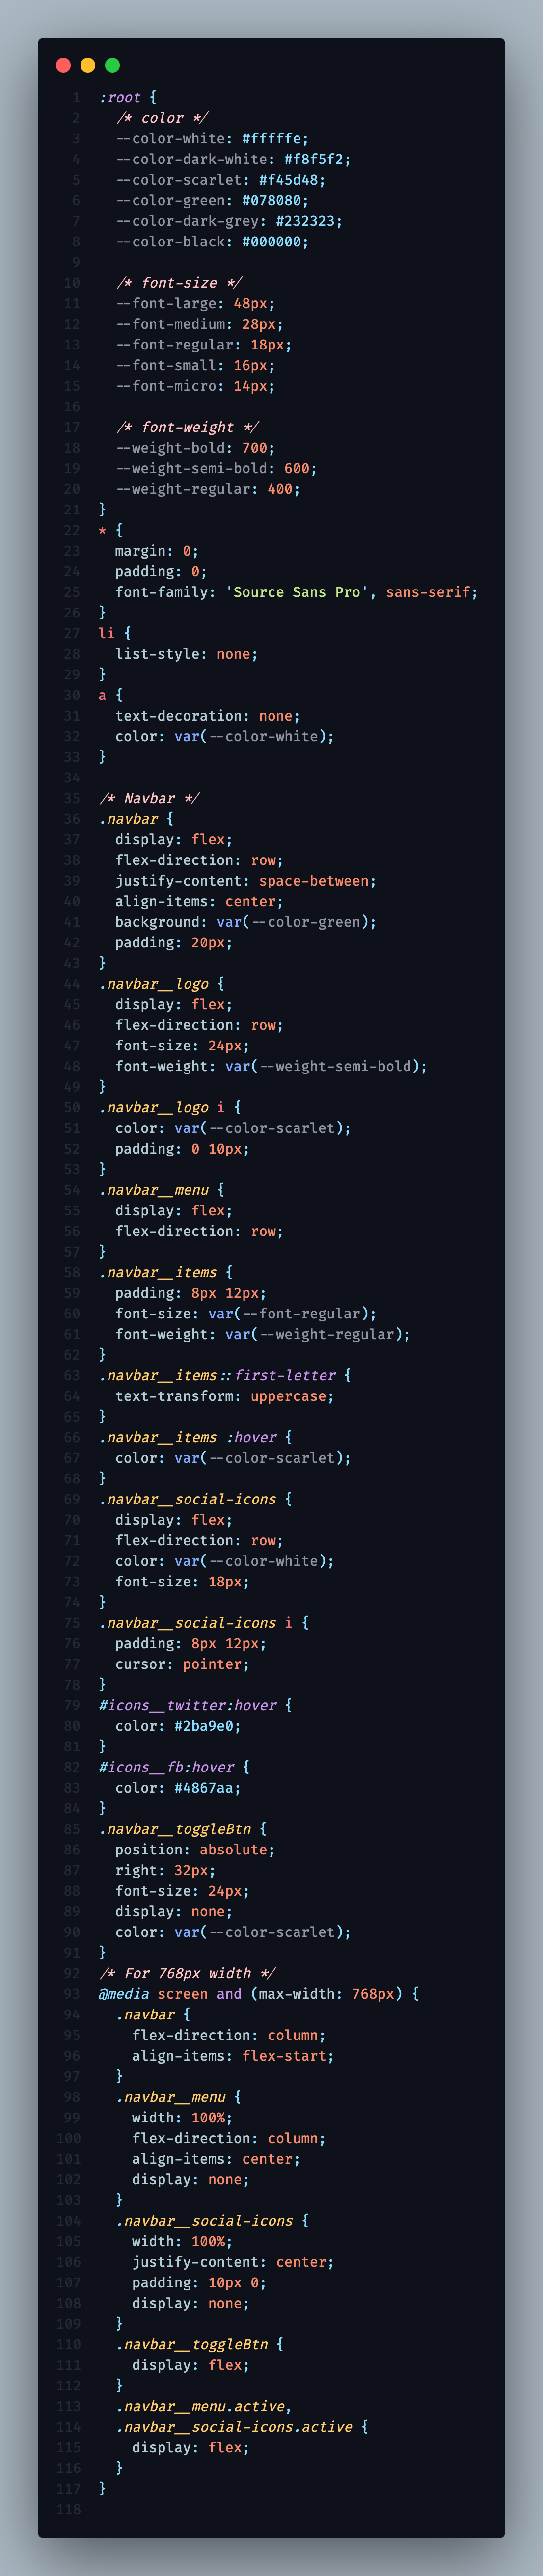 1 :root {
2 /* color */
3 --color-white: #fffffe;
4 --color-dark-white: #f8f5f2;
5 --color-scarlet: #f45d48;
6 --color-green: #078080;
7 --color-dark-grey: #232323;
8 --color-black: #000000;
9
10 /* font-size */
11 --font-large: 48px;
12 --font-medium: 28px;
13 --font-regular: 18px;
14 --font-small: 16px;
15 --font-micro: 14px;
16
17 /* font-weight */
18 --weight-bold: 700;
19 --weight-semi-bold: 600;
20 --weight-regular: 400;
21 }
22 * {
23 margin: 0;
24 padding: 0;
25 font-family: 'Source Sans Pro', sans-serif;
26 }
27 li {
28 list-style: none;
29 }
30 a {
31 text-decoration: none;
32 color: var(--color-white);
33 }
34
35 /* Navbar */
36 .navbar {
37 display: flex;
38 flex-direction: row;
39 justify-content: space-between;
40 align-items: center;
41 background: var(--color-green);
42 padding: 20px;
43 }
44 .navbar__logo {
45 display: flex;
46 flex-direction: row;
47 font-size: 24px;
48 font-weight: var(--weight-semi-bold);
49 }
50 .navbar__logo i {
51 color: var(--color-scarlet);
52 padding: 0 10px;
53 }
54 .navbar__menu {
55 display: flex;
56 flex-direction: row;
57 }
58 .navbar__items {
59 padding: 8px 12px;
60 font-size: var(--font-regular);
61 font-weight: var(--weight-regular);
62 }
63 .navbar__items::first-letter {
64 text-transform: uppercase;
65 }
66 .navbar__items :hover {
67 color: var(--color-scarlet);
68 }
69 .navbar__social-icons {
70 display: flex;
71 flex-direction: row;
72 color: var(--color-white);
73 font-size: 18px;
74 }
75 .navbar__social-icons i {
76 padding: 8px 12px;
77 cursor: pointer;
78 }
79 #icons__twitter:hover {
80 color: #2ba9e0;
81 }
82 #icons__fb:hover {
83 color: #4867aa;
84 }
85 .navbar__toggleBtn {
86 position: absolute;
87 right: 32px;
88 font-size: 24px;
89 display: none;
90 color: var(--color-scarlet);
91 }
92 /* For 768px width */
93 @media screen and (max-width: 768px) {
94 .navbar {
95 flex-direction: column;
96 align-items: flex-start;
97 }
98 .navbar__menu {
99 width: 100%;
100 flex-direction: column;
101 align-items: center;
102 display: none;
103 }
104 .navbar__social-icons {
105 width: 100%;
106 justify-content: center;
107 padding: 10px 0;
108 display: none;
109 }
110 .navbar__toggleBtn {
111 display: flex;
112 }
113 .navbar__menu.active,
114 .navbar__social-icons.active {
115 display: flex;
116 }
117 }
118